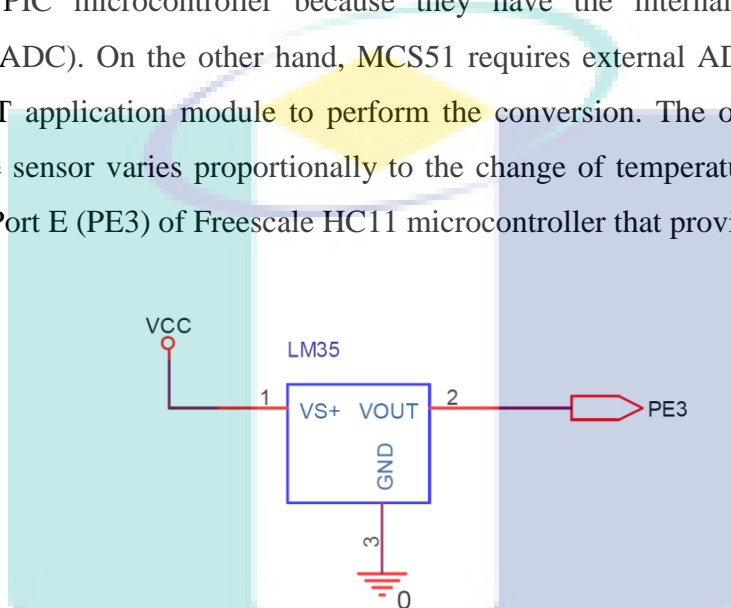 PIC microcontroller because they have the internal
ADC). On the other hand, MCS51 requires external AD
T application module to perform the conversion. The o
sensor varies proportionally to the change of temperatu
Port E (PE3) of Freescale HC11 microcontroller that provi
VCC
LM35
1
VS+ VOUT
2
PE3
GND
3
0